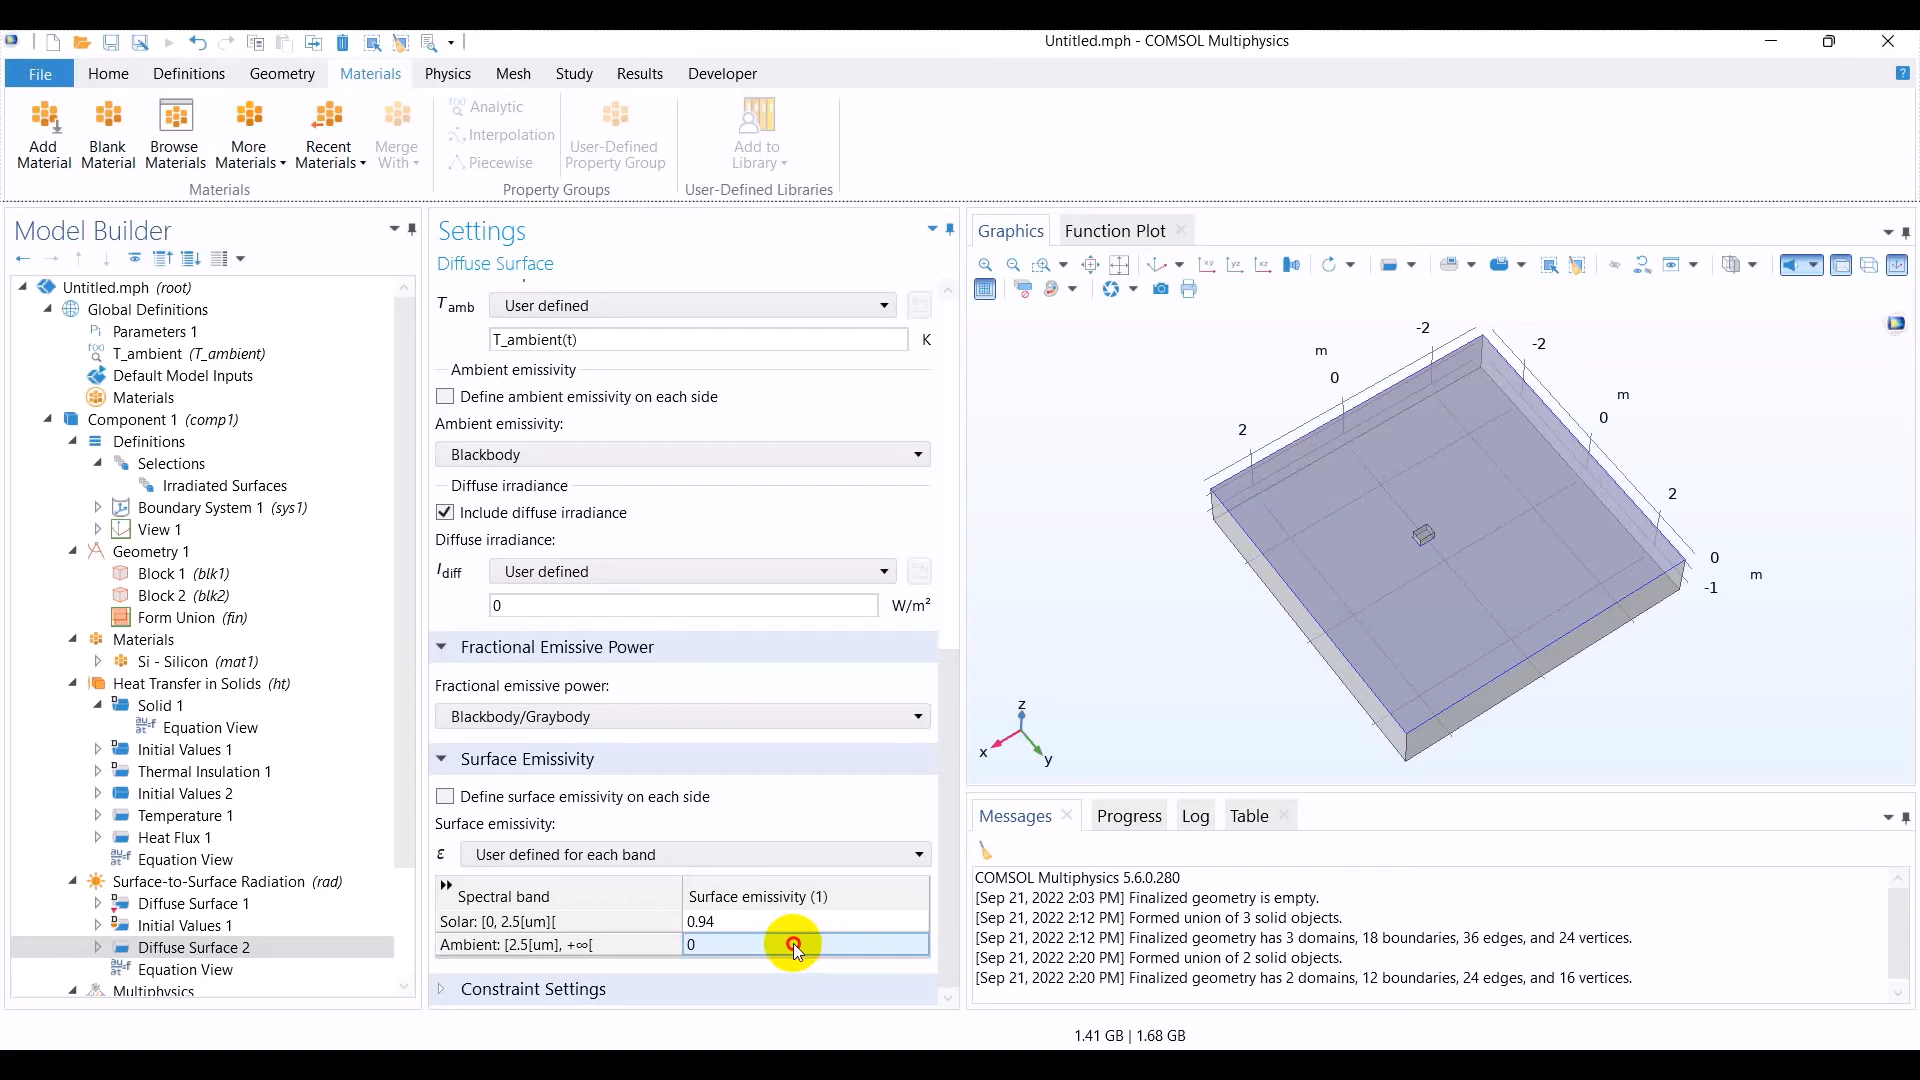 Untitled.mph - COMSOL Multiphysics
File
Home
Definitions
Geometry
Materials
Physics
Mesh
Study
Results
Developer
?
Add Material
Blank Material
Browse Materials
More Materials
Recent Materials
Merge With
Materials
f(x) Analytic
Interpolation
Piecewise
User-Defined Property Group
Property Groups
Add to Library
User-Defined Libraries
Model Builder
Untitled.mph (root)
Global Definitions
Pi Parameters 1
f(x) T_ambient (T_ambient)
Default Model Inputs
Materials
Component 1 (comp1)
Definitions
Selections
Irradiated Surfaces
Boundary System 1 (sys1)
View 1
Geometry 1
Block 1 (blk1)
Block 2 (blk2)
Form Union (fin)
Materials
Si - Silicon (mat1)
Heat Transfer in Solids (ht)
Solid 1
Equation View
Initial Values 1
Thermal Insulation 1
Initial Values 2
Temperature 1
Heat Flux 1
Equation View
Surface-to-Surface Radiation (rad)
Diffuse Surface 1
Initial Values 1
Diffuse Surface 2
Equation View
Multiphysics
Settings
Diffuse Surface
Tamb
User defined
T_ambient(t)
K
Ambient emissivity
Define ambient emissivity on each side
Ambient emissivity:
Blackbody
Diffuse irradiance
Include diffuse irradiance
Diffuse irradiance:
Idiff
User defined
0
W/m²
Fractional Emissive Power
Fractional emissive power:
Blackbody/Graybody
Surface Emissivity
Define surface emissivity on each side
Surface emissivity:
ε
User defined for each band
Spectral band
Surface emissivity (1)
Solar: [0, 2.5[um][
0.94
Ambient: [2.5[um], +∞[
0
Constraint Settings
Graphics
Function Plot
xy
yz
xz
-2
-2
m
0
m
0
2
2
0
m
-1
z
x
y
Messages
Progress
Log
Table
COMSOL Multiphysics 5.6.0.280
[Sep 21, 2022 2:03 PM] Finalized geometry is empty.
[Sep 21, 2022 2:12 PM] Formed union of 3 solid objects.
[Sep 21, 2022 2:12 PM] Finalized geometry has 3 domains, 18 boundaries, 36 edges, and 24 vertices.
[Sep 21, 2022 2:20 PM] Formed union of 2 solid objects.
[Sep 21, 2022 2:20 PM] Finalized geometry has 2 domains, 12 boundaries, 24 edges, and 16 vertices.
1.41 GB | 1.68 GB